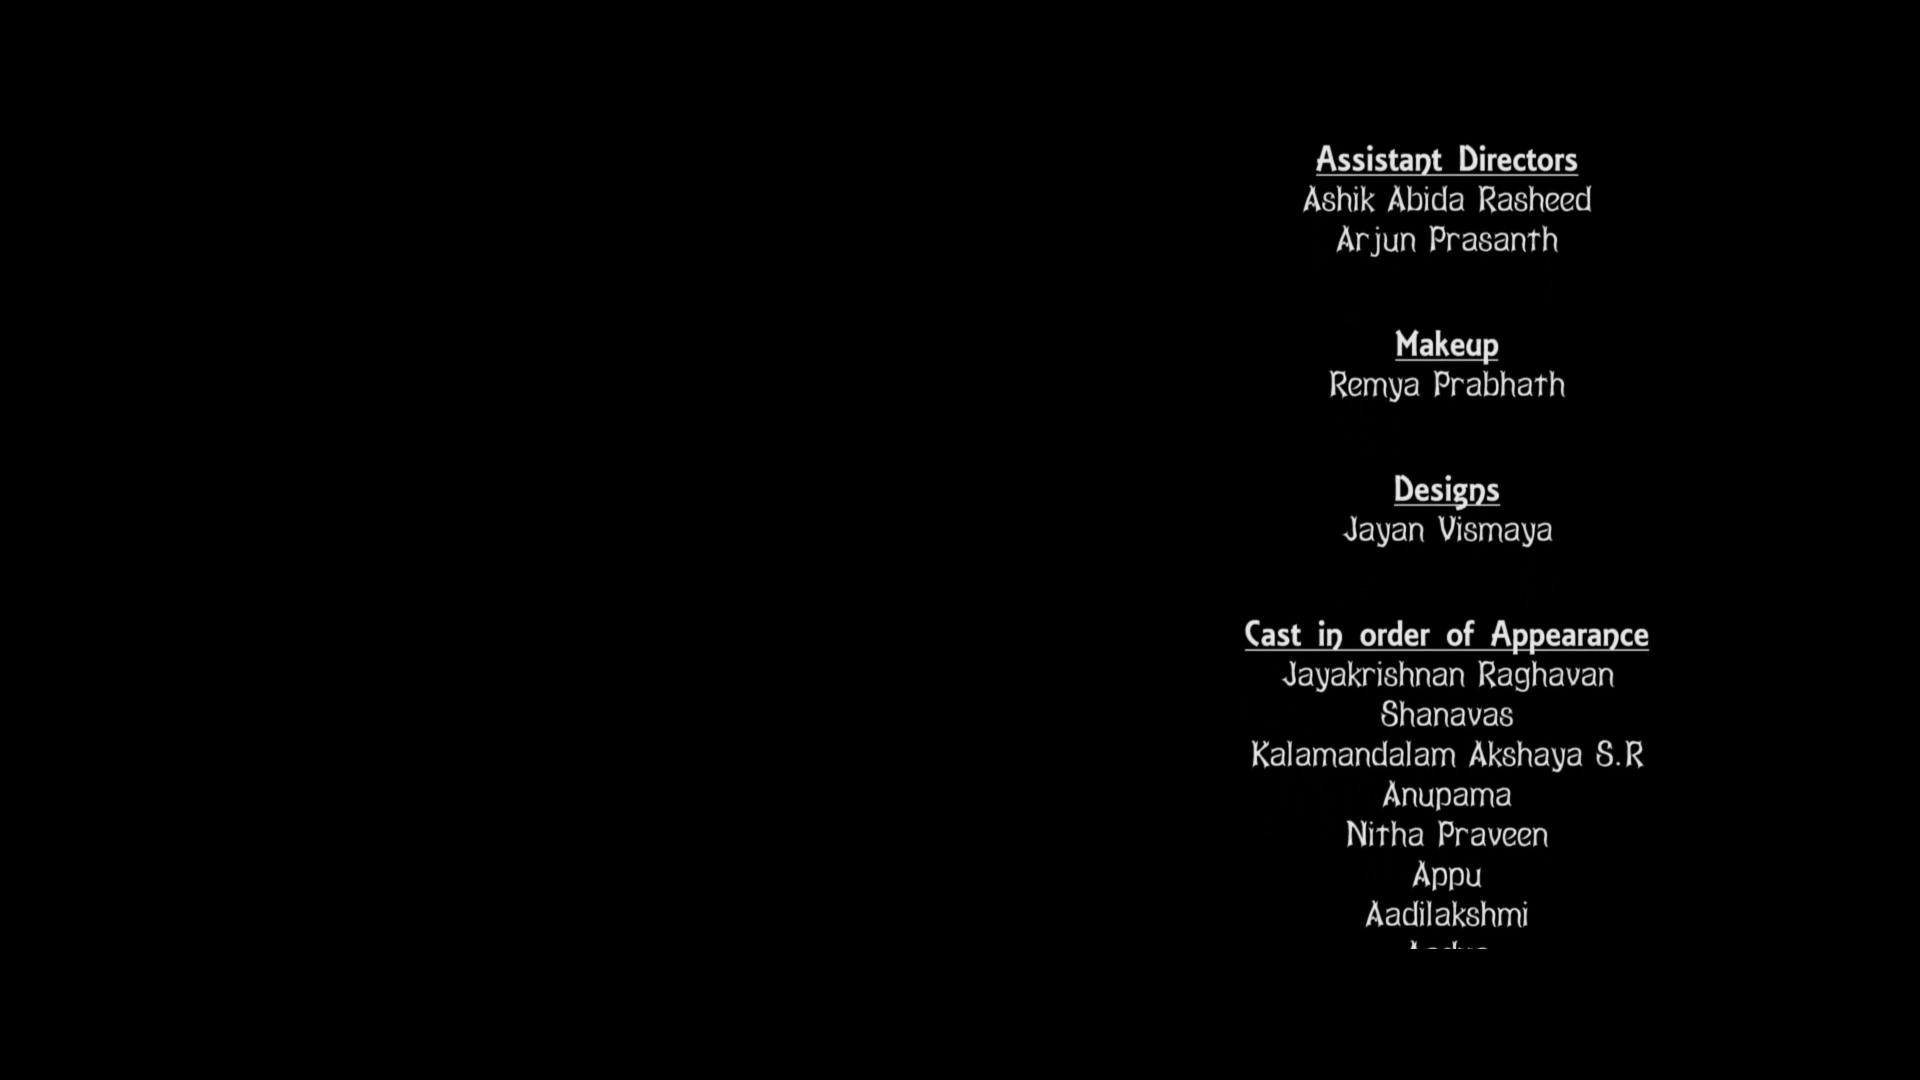 Assistant Directors
Ashik Abida Rasheed
Arjun Prasanth
Makeup
Remya Prabhath
Designs
Jayan Vismaya
Cast in order of Appearance
Jayakrishnan Raghavan
Shanavas
Kalamandalam Akshaya S.R
Anupama
Nitha Praveen
Appu
Aadilakshmi